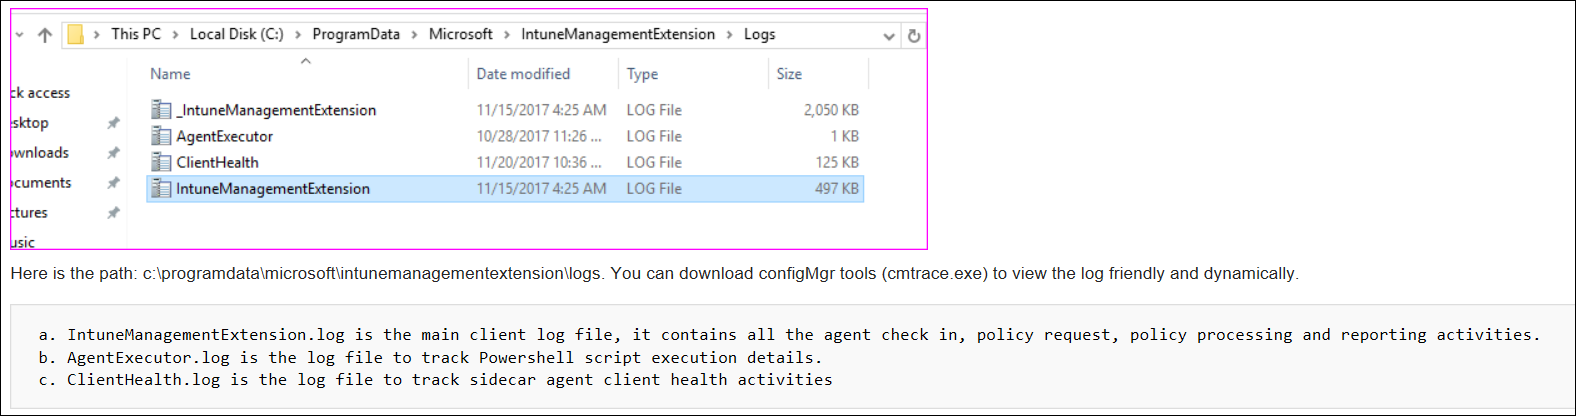 This PC > Local Disk (C:) > ProgramData > Microsoft > IntuneManagementExtension > Logs
Name Date modified Type Size
ck access
sktop
ownloads
ocuments
ctures
usic
_IntuneManagementExtension 11/15/2017 4:25 AM LOG File 2,050 KB
AgentExecutor 10/28/2017 11:26 ... LOG File 1 KB
ClientHealth 11/20/2017 10:36 ... LOG File 125 KB
IntuneManagementExtension 11/15/2017 4:25 AM LOG File 497 KB
Here is the path: c:\programdata\microsoft\intunemanagementextension\logs. You can download configMgr tools (cmtrace.exe) to view the log friendly and dynamically.
a. IntuneManagementExtension.log is the main client log file, it contains all the agent check in, policy request, policy processing and reporting activities.
b. AgentExecutor.log is the log file to track Powershell script execution details.
c. ClientHealth.log is the log file to track sidecar agent client health activities